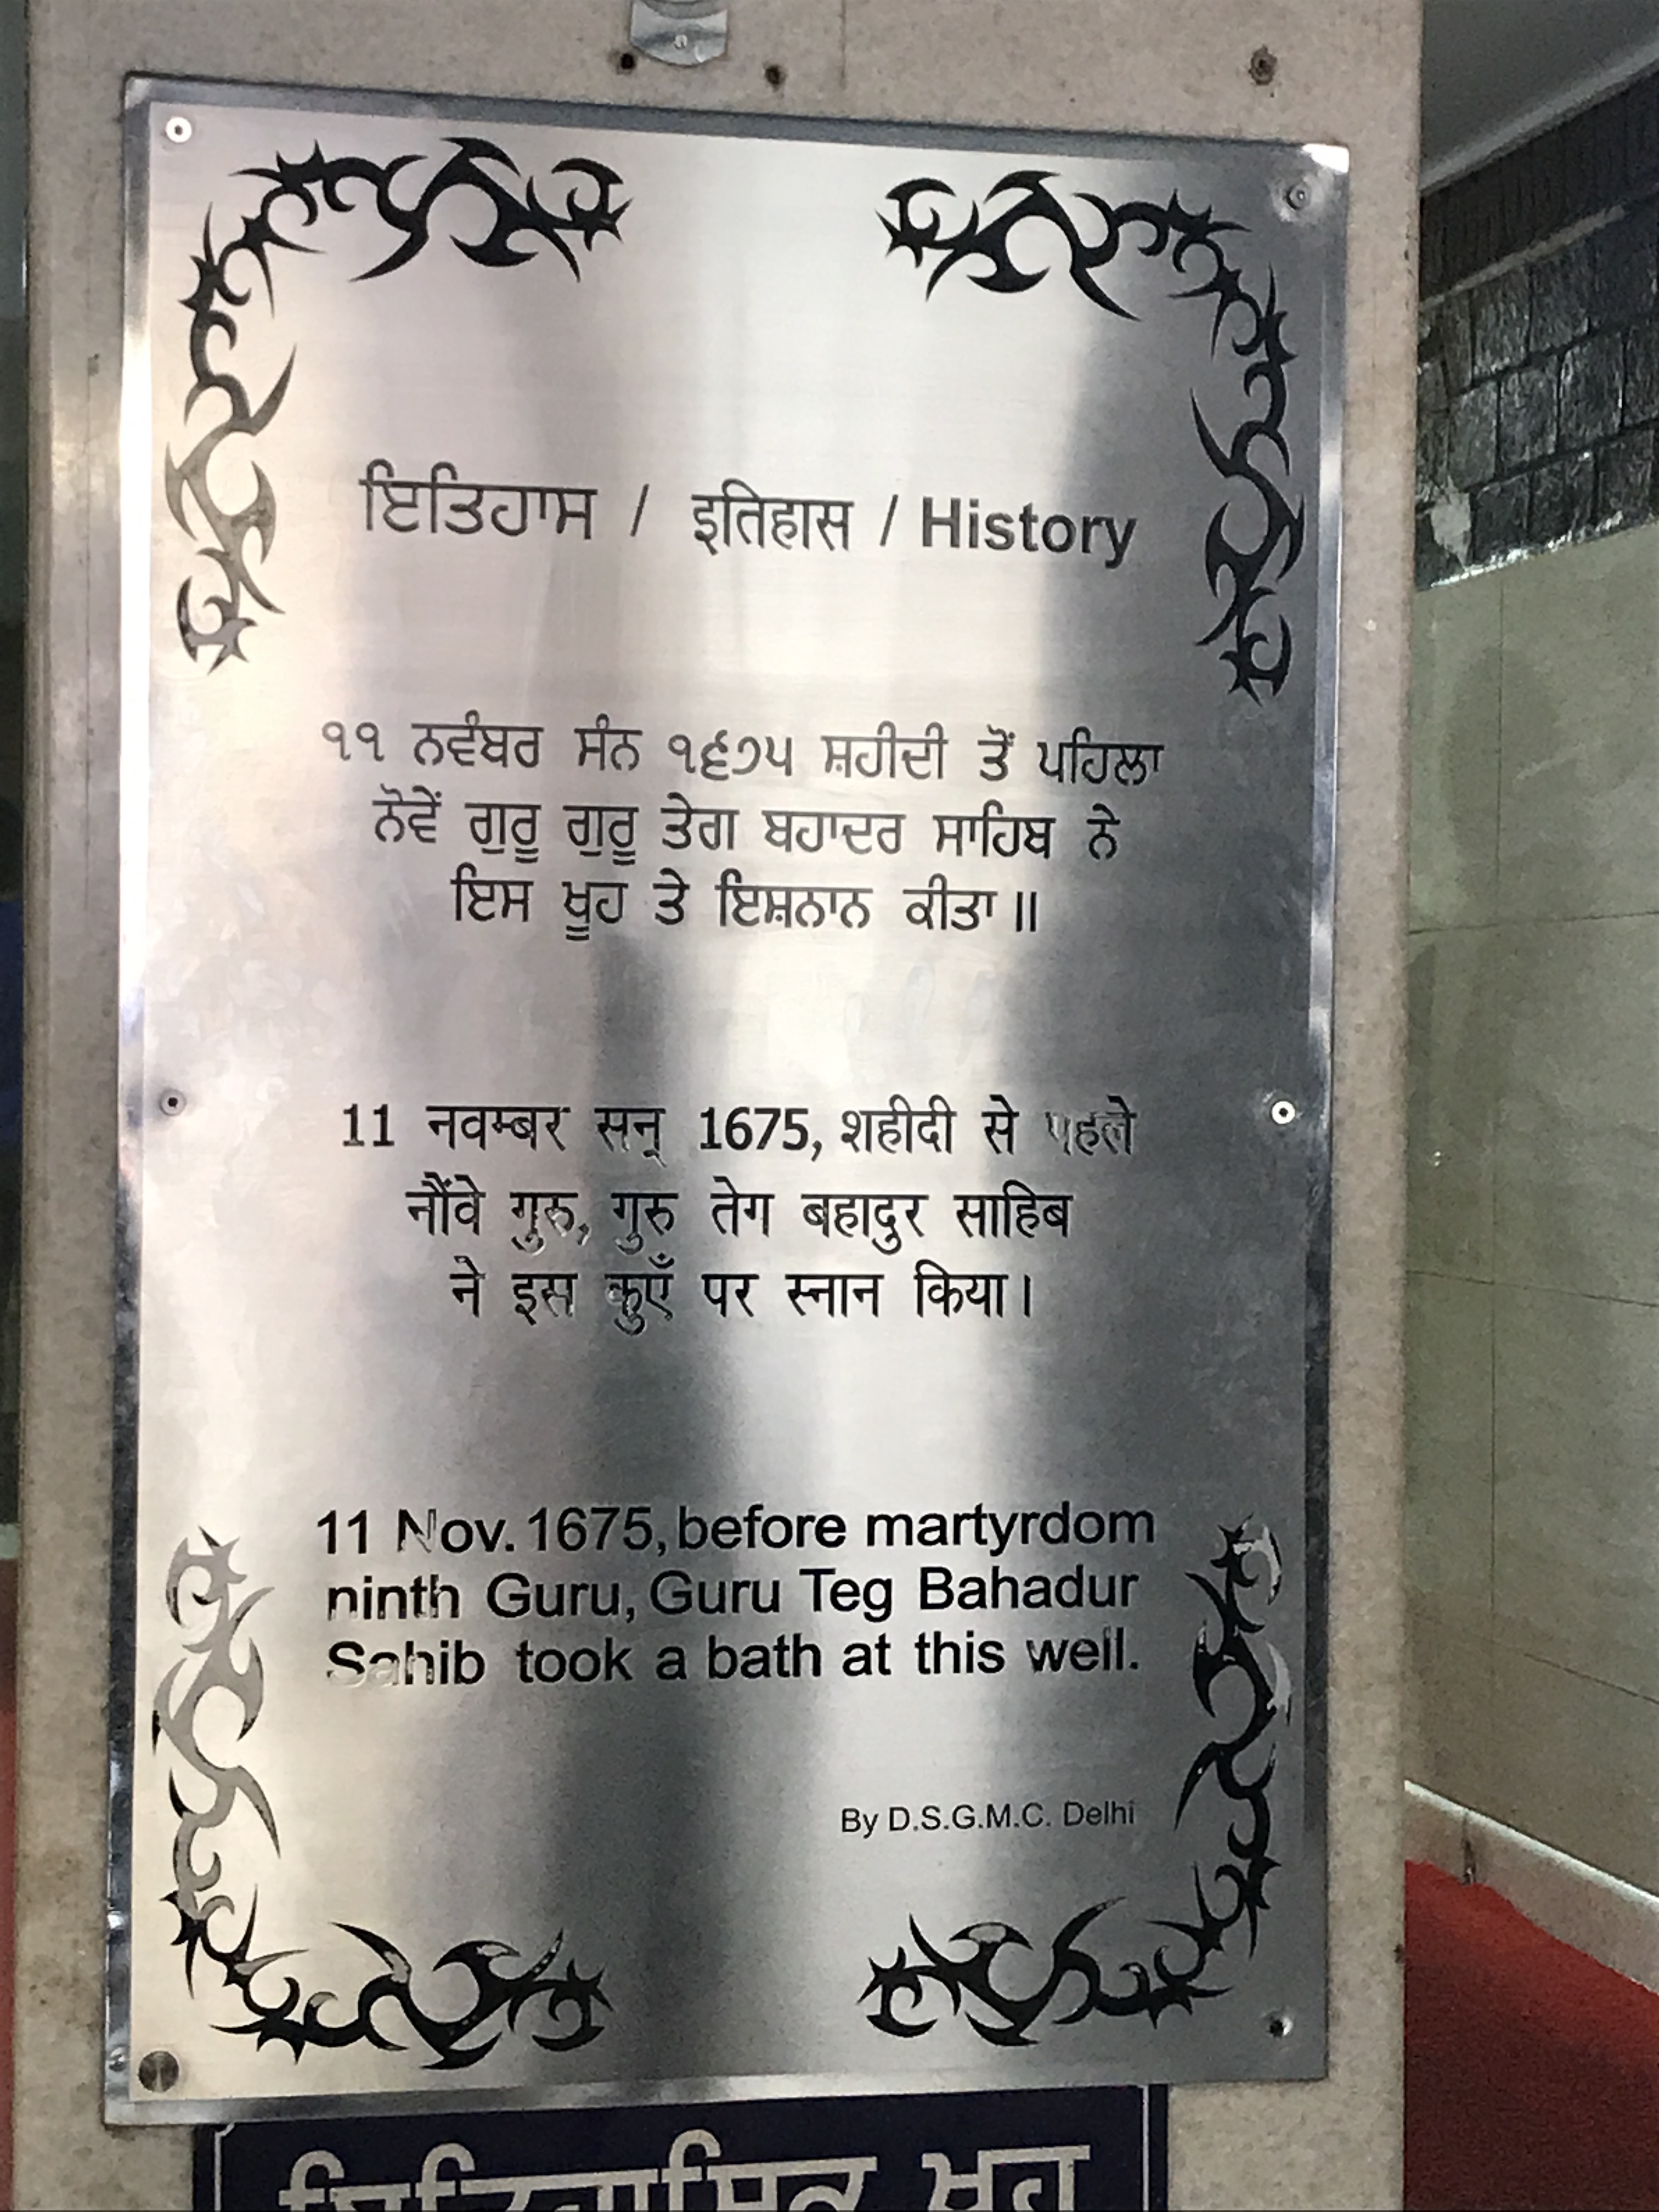 ਇਤਿਹਾਸ / इतिहास / History
੧੧ ਨਵੰਬਰ ਸੰਨ ੧੬੭੫ ਸ਼ਹੀਦੀ ਤੋਂ ਪਹਿਲਾ
ਨੋਵੇਂ ਗੁਰੂ ਗੁਰੂ ਤੇਗ ਬਹਾਦਰ ਸਾਹਿਬ ਨੇ
ਇਸ ਖੂਹ ਤੇ ਇਸ਼ਨਾਨ ਕੀਤਾ॥
11 नवम्बर सन् 1675, शहीदी से पहले
नौंवे गुरु, गुरु तेग बहादुर साहिब
ने इस कुएँ पर स्नान किया।
11 Nov. 1675, before martyrdom
ninth Guru, Guru Teg Bahadur
Sahib took a bath at this well.
By D.S.G.M.C. Delhi
ਇਤਿਹਾਸਿਕ ਖੂਹ